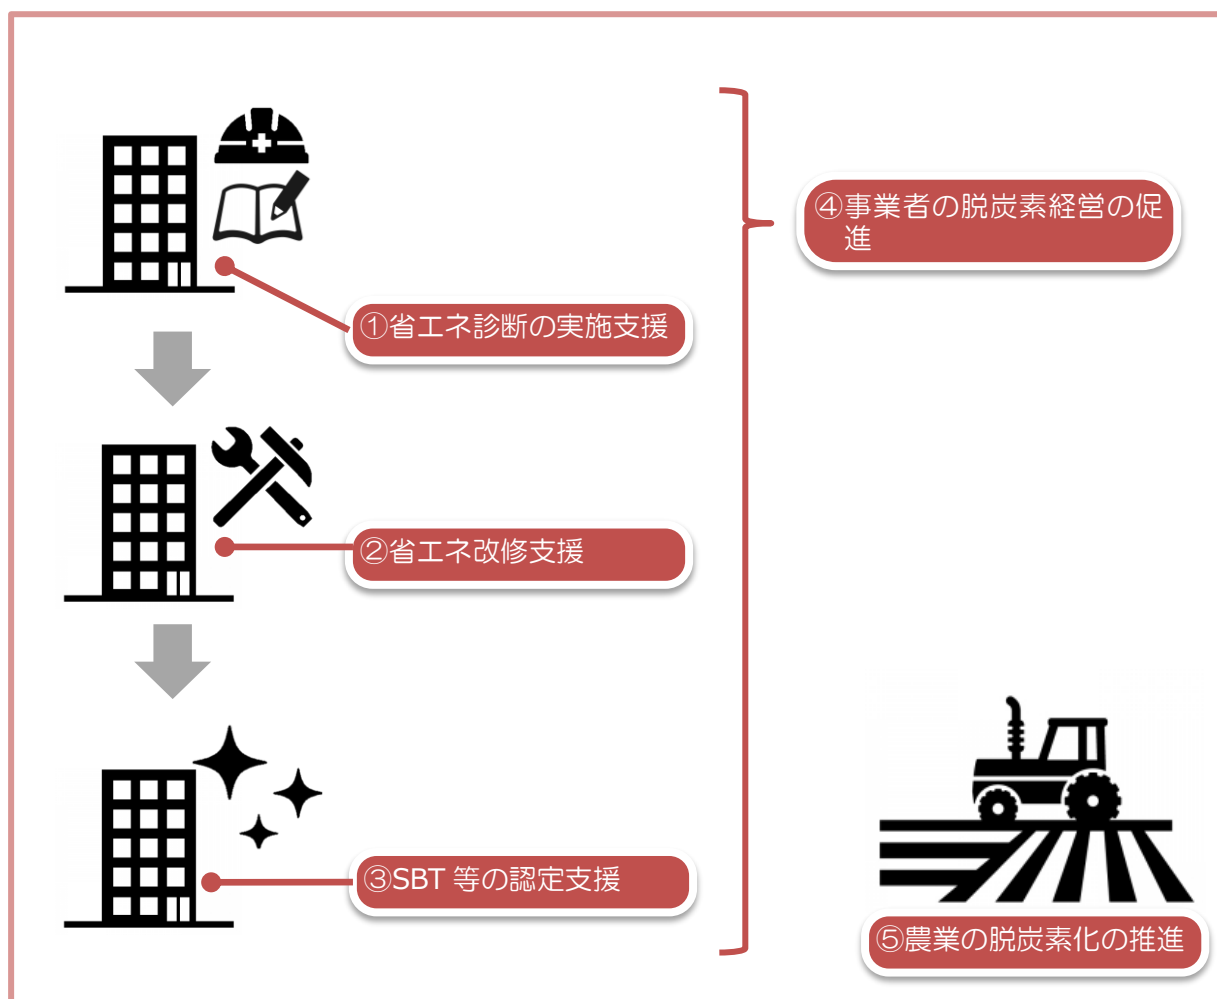 ①省エネ診断の実施支援
②省エネ改修支援
③SBT 等の認定支援
④事業者の脱炭素経営の促
進
⑤農業の脱炭素化の推進